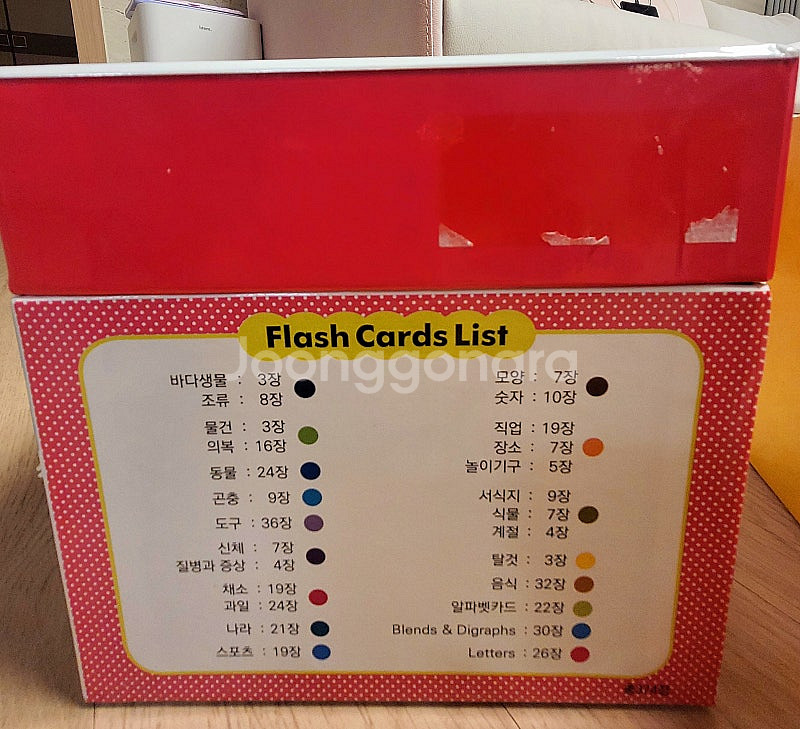 Flash Cards List
Joonggonara
바다생물 : 3장
조류 : 8장
물건 : 3장
의복 : 16장
동물 : 24장
곤충 : 9장
도구 : 36장
신체 : 7장
질병과 증상 : 4장
채소 : 19장
과일 : 24장
나라 : 21장
스포츠 : 19장
모양 : 7장
숫자 : 10장
직업 : 19장
장소 : 7장
놀이기구 : 5장
서식지 : 9장
식물 : 7장
계절 : 4장
탈것 : 3장
음식 : 32장
알파벳카드 : 22장
Blends & Digraphs : 30장
Letters : 26장